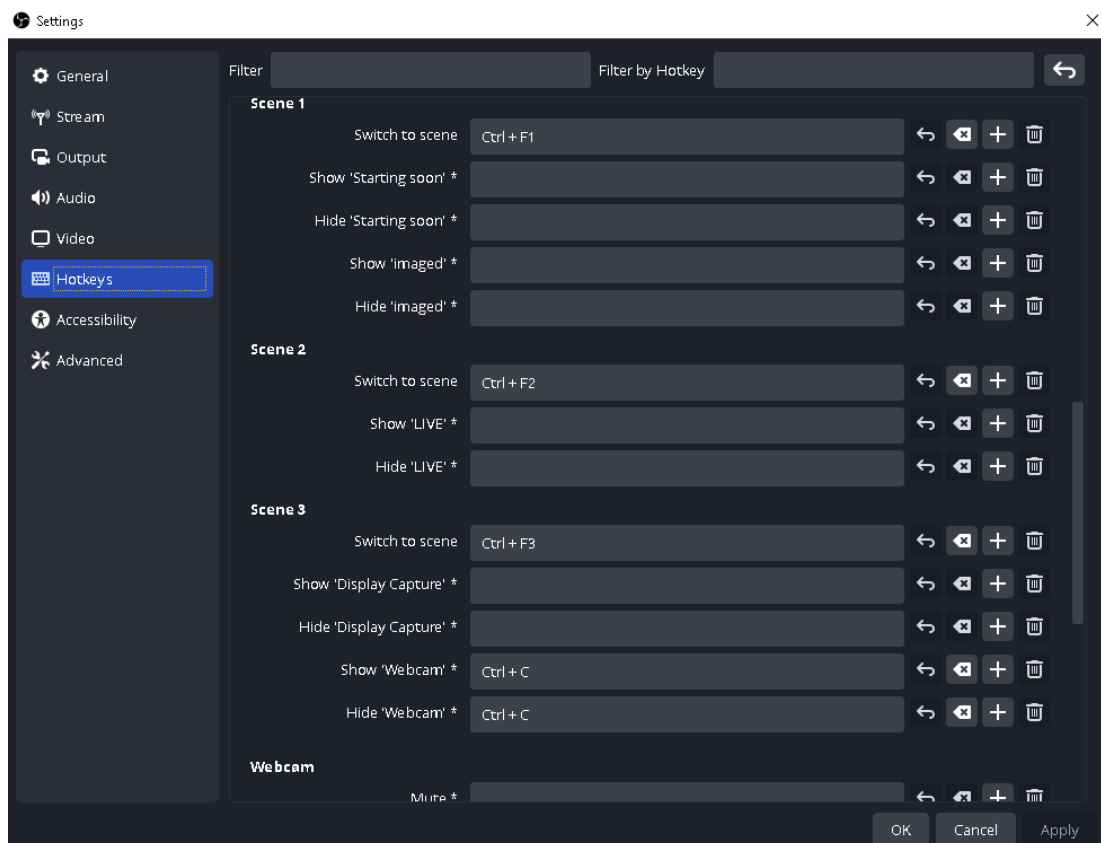 Settings
General
Stream
Output
Audio
Video
Hotkeys
Accessibility
Advanced
Filter
Filter by Hotkey
Scene 1
Switch to scene Ctrl + F1
Show 'Starting soon' *
Hide 'Starting soon' *
Show 'imaged' *
Hide 'imaged' *
Scene 2
Switch to scene Ctrl + F2
Show 'LIVE' *
Hide 'LIVE' *
Scene 3
Switch to scene Ctrl + F3
Show 'Display Capture' *
Hide 'Display Capture' *
Show 'Webcam' * Ctrl + C
Hide 'Webcam' * Ctrl + C
Webcam
Mute *
OK Cancel Apply